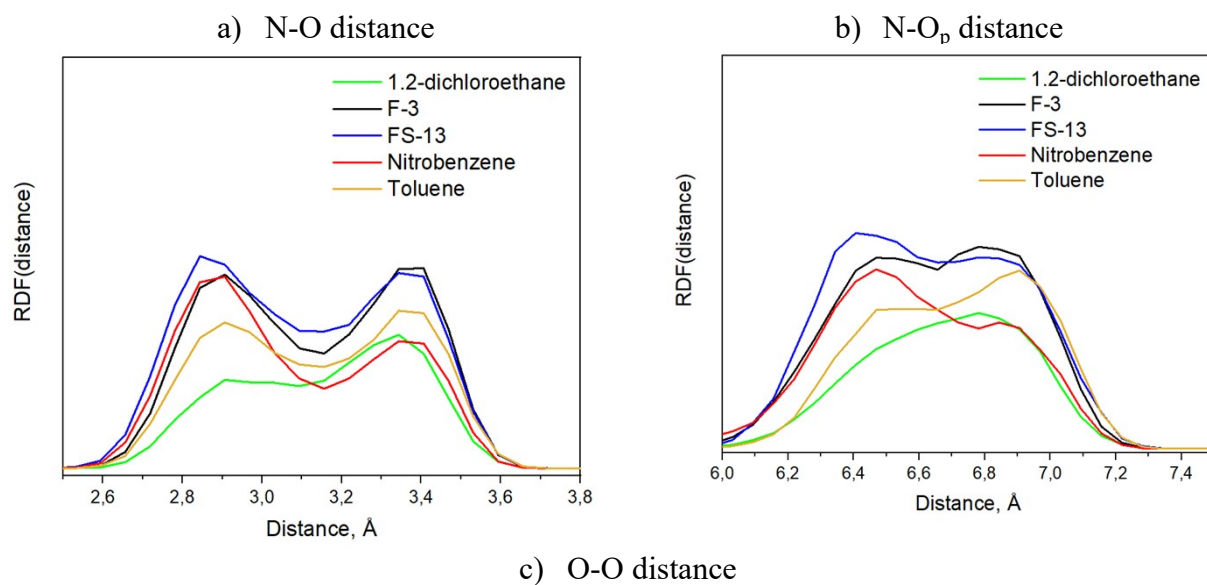 a) N-O distance
b) N-Op distance
1.2-dichloroethane
F-3
FS-13
Nitrobenzene
Toluene
RDF(distance)
2,6 2,8 3,0 3,2 3,4 3,6 3,8
Distance, Å
1.2-dichloroethane
F-3
FS-13
Nitrobenzene
Toluene
RDF(distance)
6,0 6,2 6,4 6,6 6,8 7,0 7,2 7,4
Distance, Å
c) O-O distance